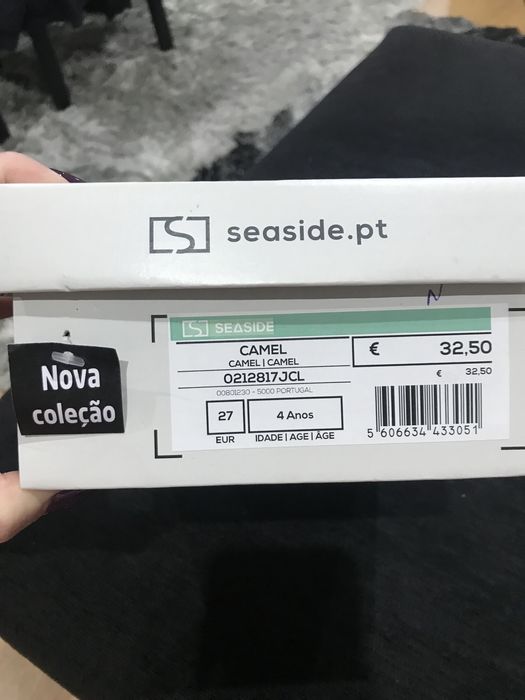 seaside.pt
N
SEASIDE
CAMEL
CAMEL | CAMEL
0212817JCL
00801230 - 5000 PORTUGAL
€ 32,50
€ 32,50
27
EUR
4 Anos
IDADE | AGE | ÂGE
5 606634 433051
Nova
coleção